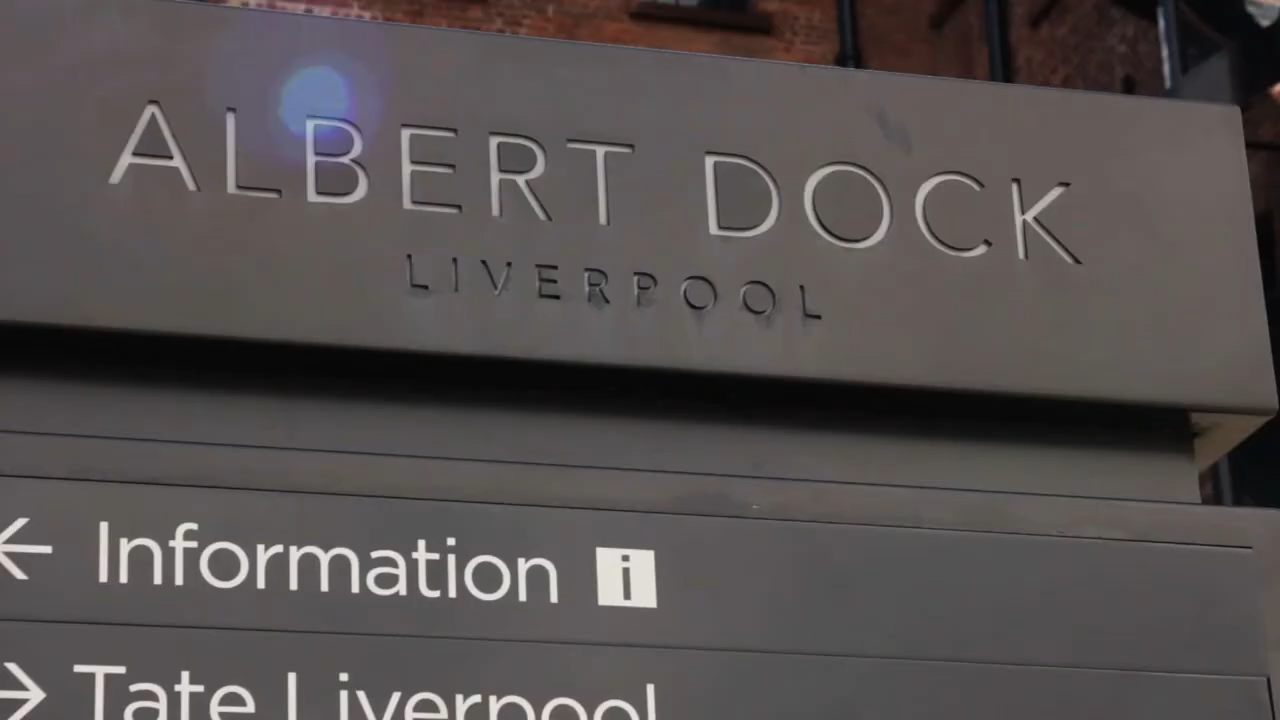 ALBERT DOCK
LIVERPOOL
← Information i
→ Tate Liverpool